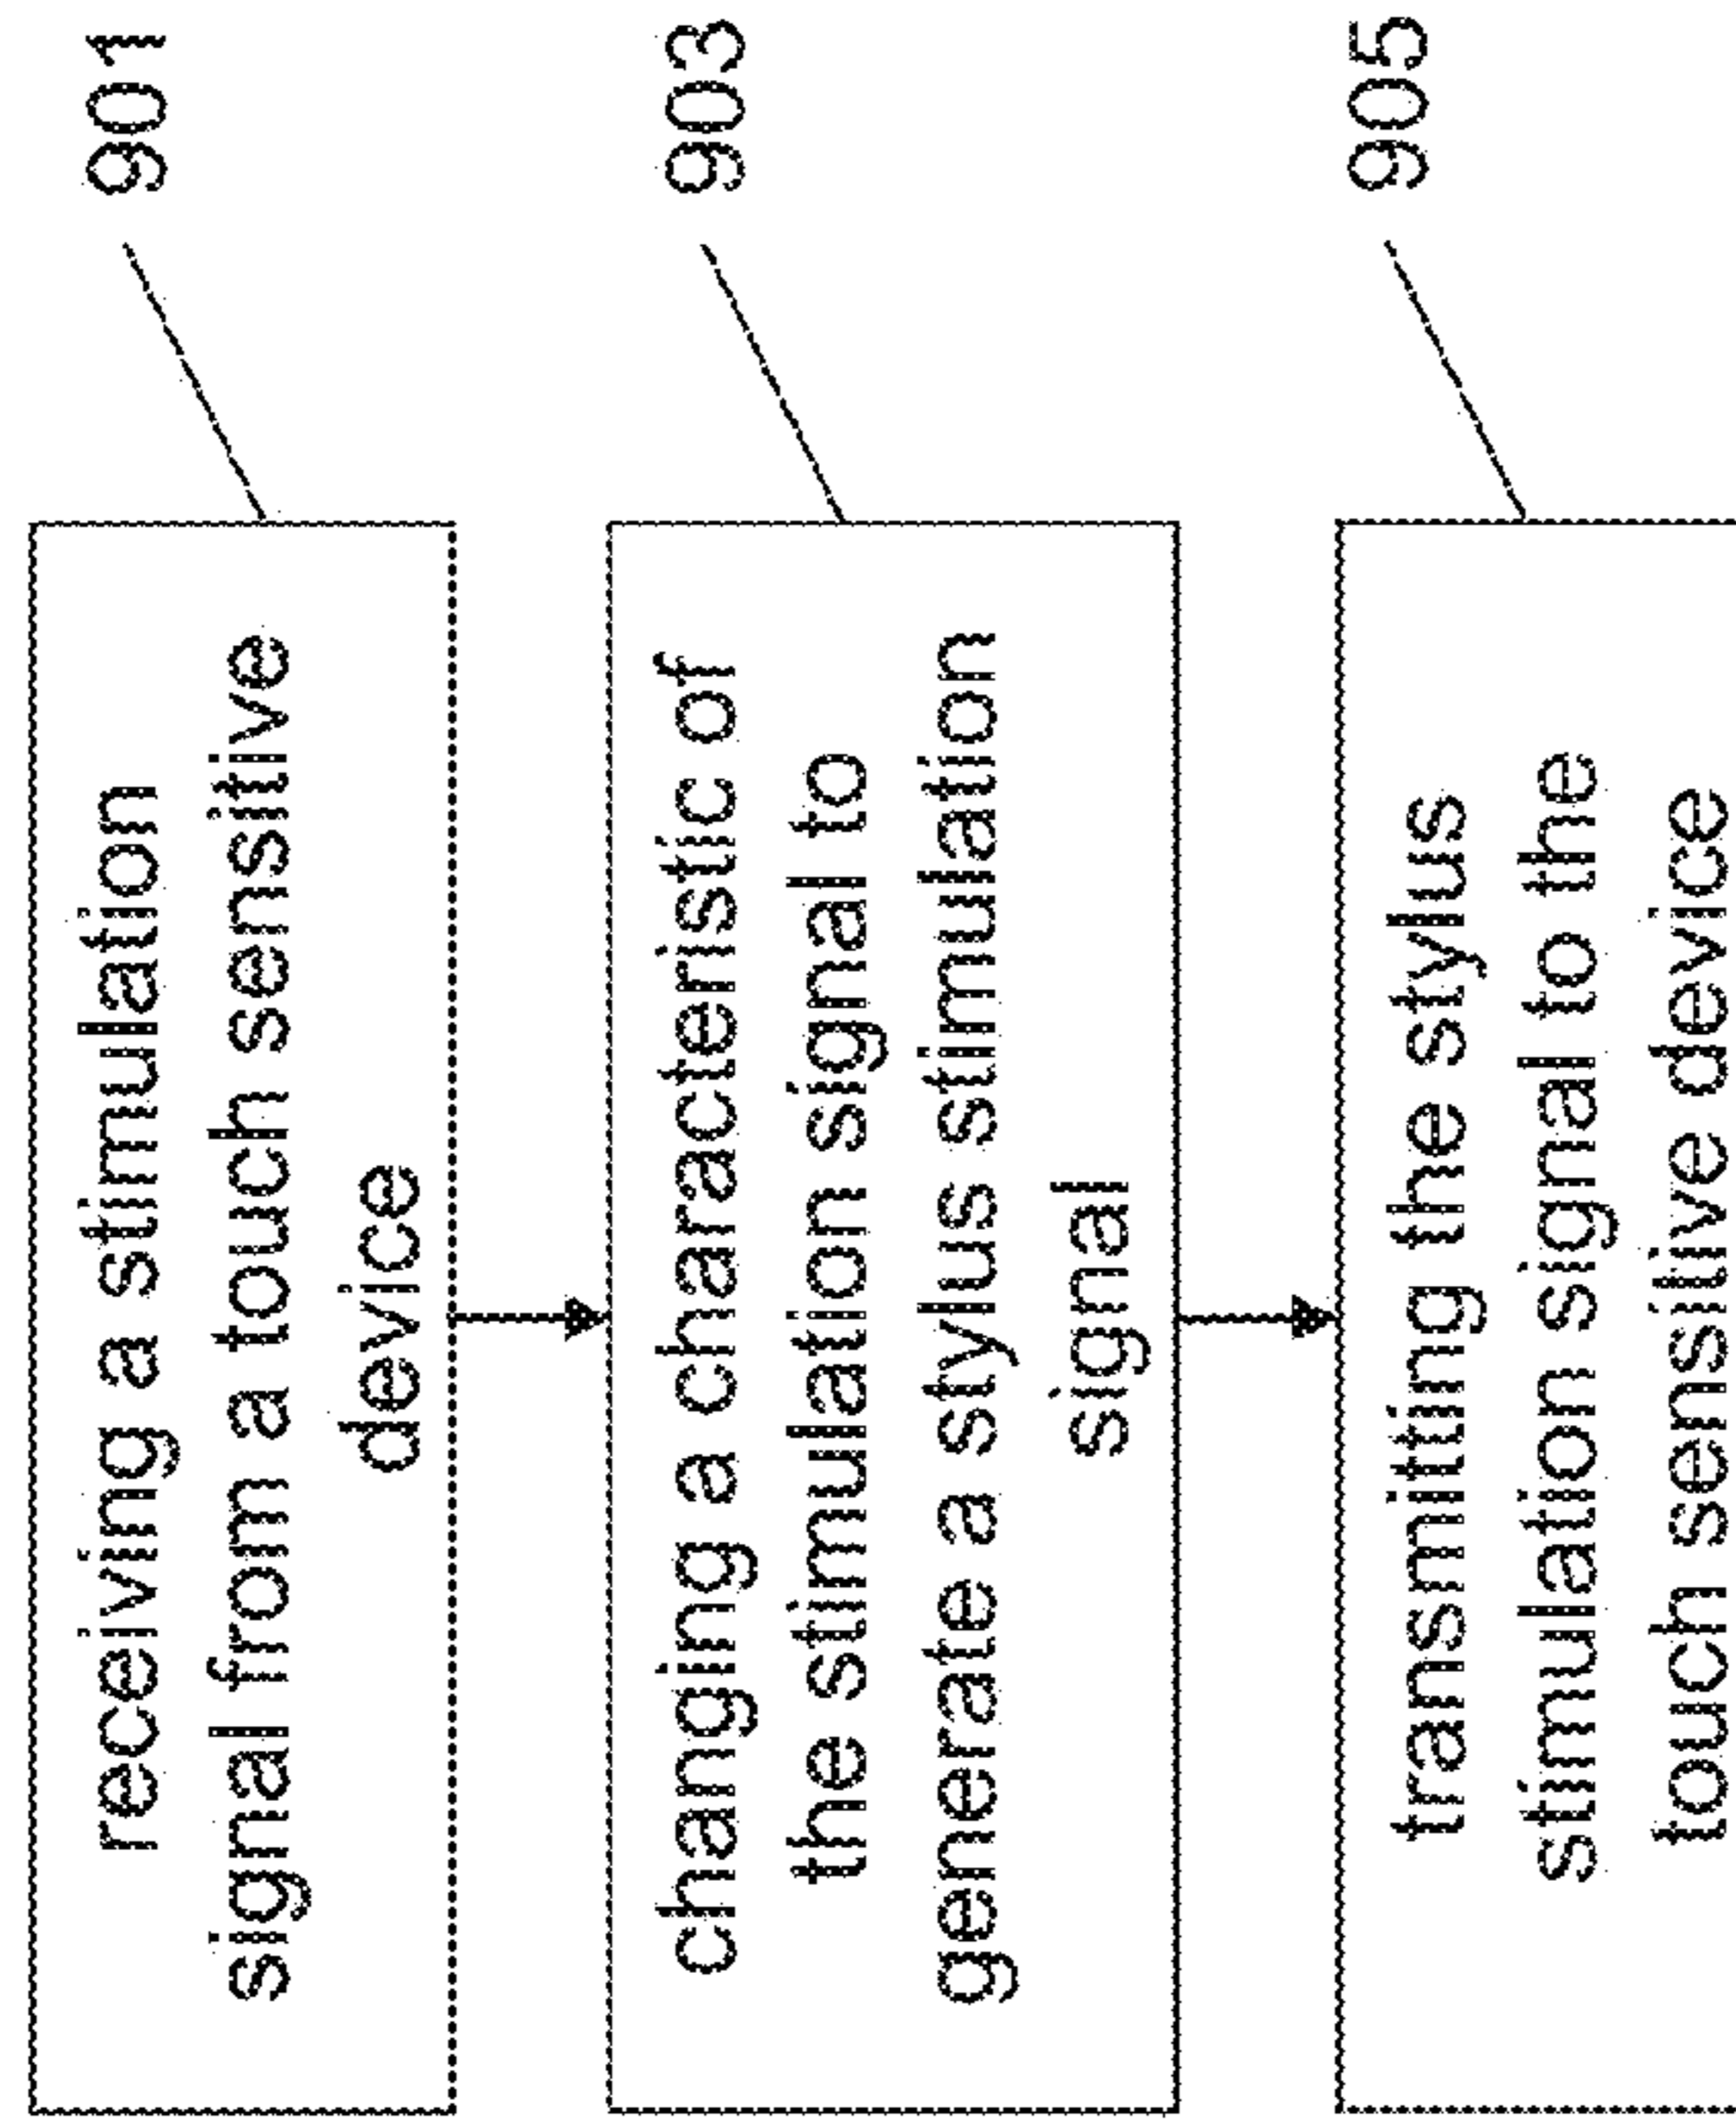 receiving a stimulation
signal from a touch sensitive
device
901
changing a characteristic of
the stimulation signal to
generate a stylus stimulation
signal
903
transmitting the stylus
stimulation signal to the
touch sensitive device
905